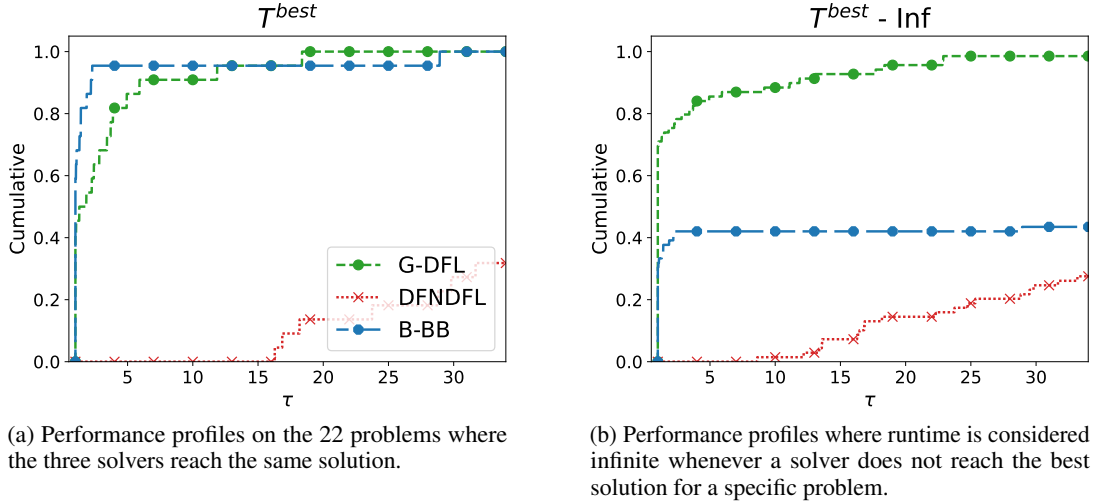 T^best
1.0
0.8
0.6
0.4
0.2
0.0
Cumulative
5
10
15
20
25
30
τ
G-DFL
DFNDFL
B-BB
(a) Performance profiles on the 22 problems where
the three solvers reach the same solution.
T^best - Inf
1.0
0.8
0.6
0.4
0.2
0.0
Cumulative
5
10
15
20
25
30
τ
(b) Performance profiles where runtime is considered
infinite whenever a solver does not reach the best
solution for a specific problem.